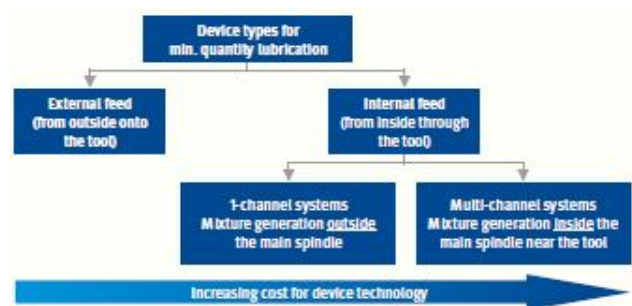 Device types for
min. quantity lubrication
External feed
(from outside onto
the tool)
Internal feed
(from inside through
the tool)
1-channel systems
Mixture generation outside
the main spindle
Multi-channel systems
Mixture generation inside the
main spindle near the tool
Increasing cost for device technology